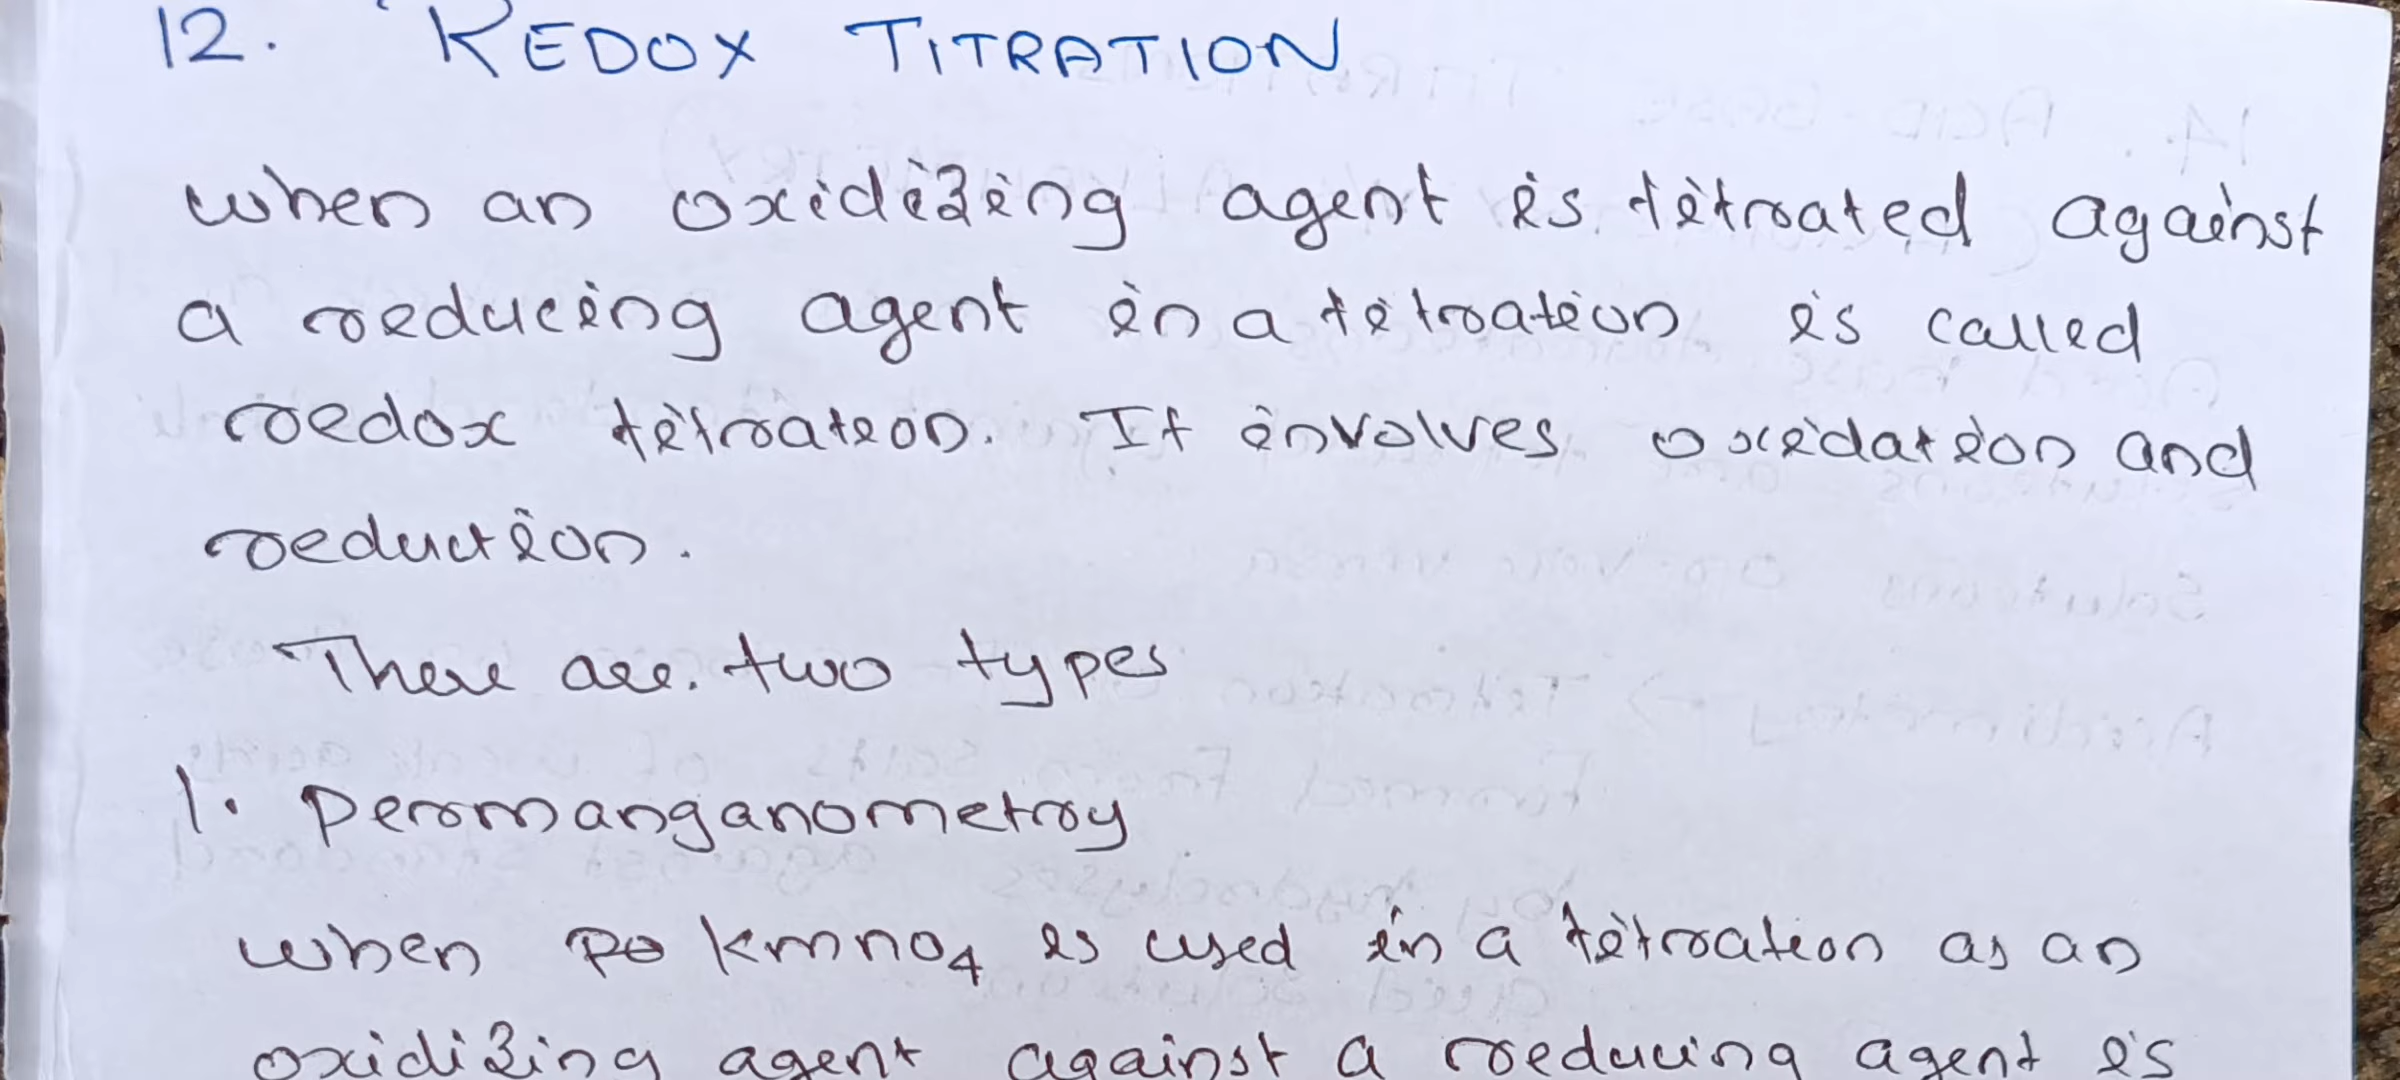 12. REDOX TITRATION
when an oxidizing agent is titrated against
a reducing agent in a titration is called
redox titration. It involves oxidation and
reduction.
There are two types
1. Permanganometry
when po kmno4 is used in a titration as an
oxidizing agent against a reducing agent is